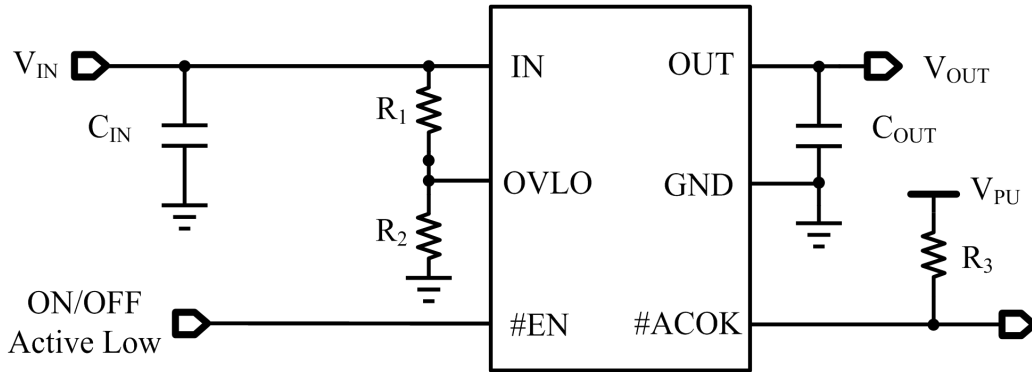 V_IN
IN
OUT
V_OUT
R_1
C_IN
C_OUT
OVLO
GND
V_PU
R_2
R_3
ON/OFF
Active Low
#EN
#ACOK